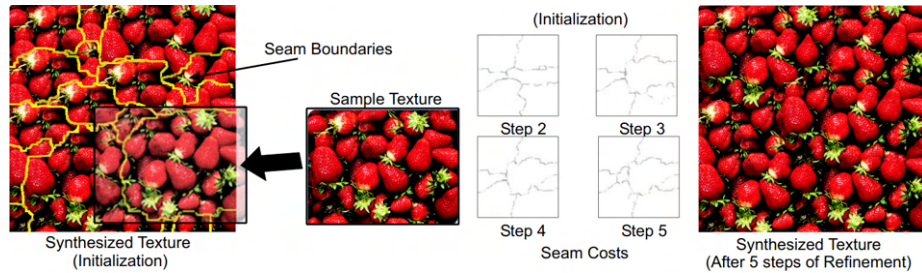 (Initialization)
Seam Boundaries
Sample Texture
Step 2
Step 3
Step 4
Step 5
Seam Costs
Synthesized Texture
(Initialization)
Synthesized Texture
(After 5 steps of Refinement)